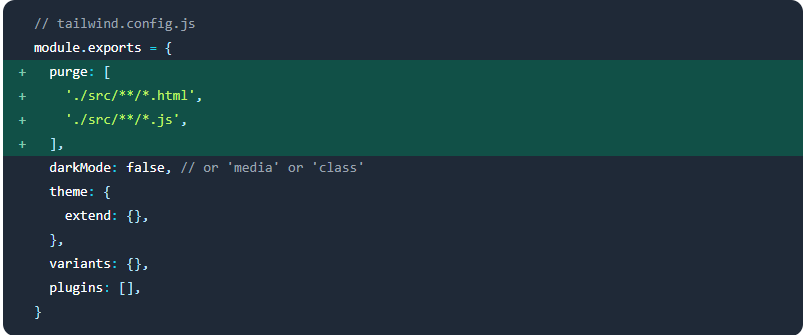 // tailwind.config.js
module.exports = {
+   purge: [
+     './src/**/*.html',
+     './src/**/*.js',
+   ],
    darkMode: false, // or 'media' or 'class'
    theme: {
      extend: {},
    },
    variants: {},
    plugins: [],
}